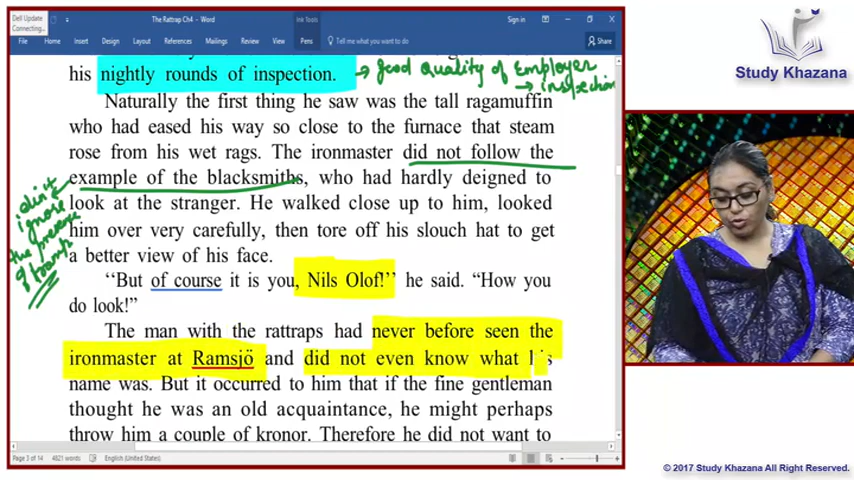 Dell Update
Connecting...
The Rattrap Ch4 - Word
Ink Tools
Sign in
File Home Insert Design Layout References Mailings Review View Pens Tell me what you want to do Share
his nightly rounds of inspection.
→ good quality of Employer
→ inspection
Naturally the first thing he saw was the tall ragamuffin
who had eased his way so close to the furnace that steam
rose from his wet rags. The ironmaster did not follow the
example of the blacksmiths, who had hardly deigned to
look at the stranger. He walked close up to him, looked
him over very carefully, then tore off his slouch hat to get
a better view of his face.
didn't
ignore
the presence
of tramp
‘‘But of course it is you, Nils Olof!’’ he said. “How you
do look!”
The man with the rattraps had never before seen the
ironmaster at Ramsjö and did not even know what his
name was. But it occurred to him that if the fine gentleman
thought he was an old acquaintance, he might perhaps
throw him a couple of kronor. Therefore he did not want to
Page 3 of 14 4821 words English (United States)
Study Khazana
© 2017 Study Khazana All Right Reserved.